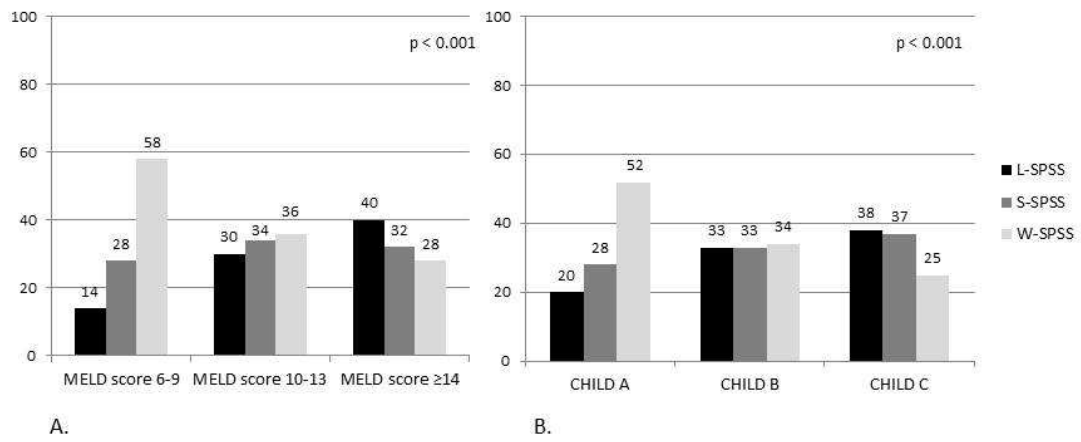 100
80
60
40
20
0
p < 0.001
14
28
58
30
34
36
40
32
28
MELD score 6-9
MELD score 10-13
MELD score ≥14
A.
100
80
60
40
20
0
p < 0.001
20
28
52
33
33
34
38
37
25
CHILD A
CHILD B
CHILD C
B.
L-SPSS
S-SPSS
W-SPSS